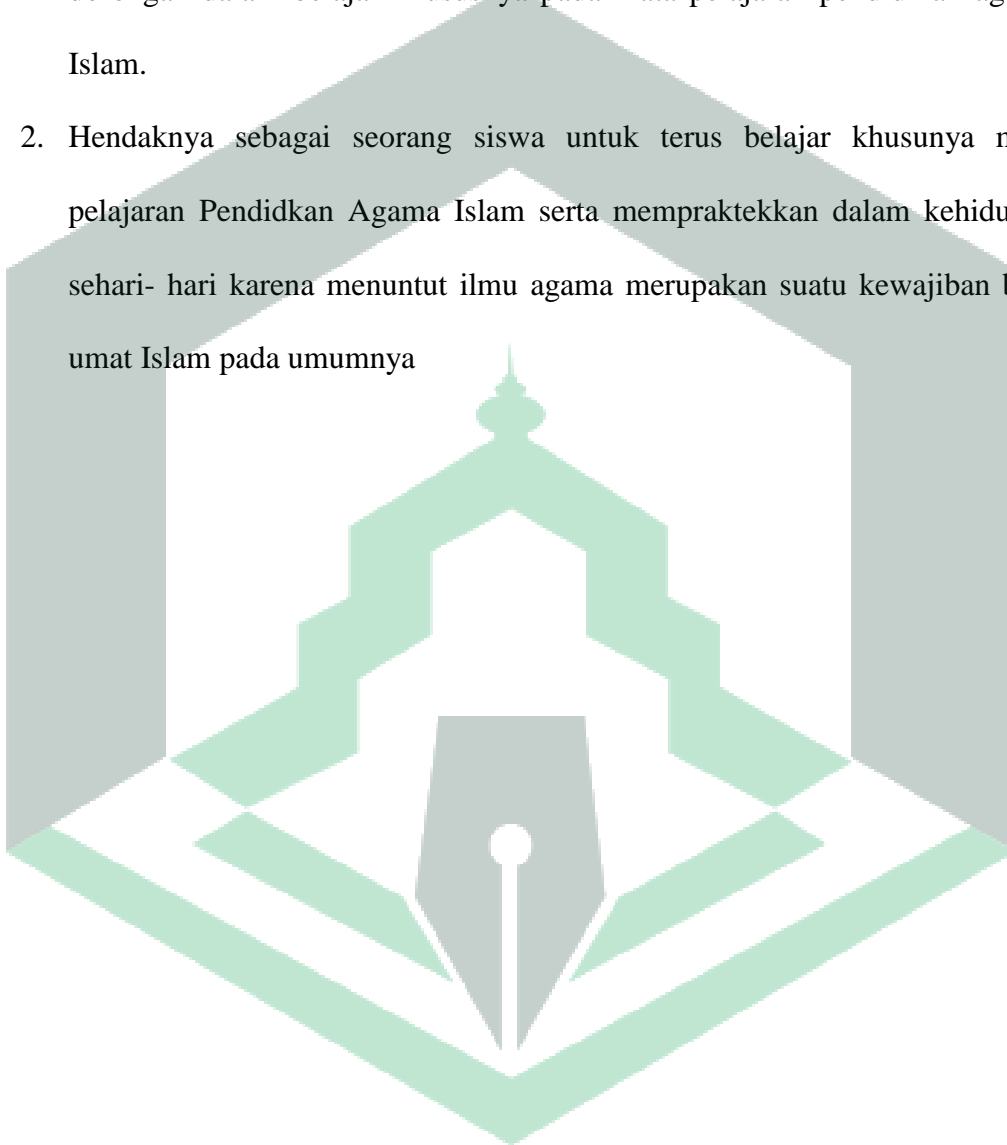 Islam.
2. Hendaknya sebagai seorang siswa untuk terus belajar khusunya
pelajaran Pendidkan Agama Islam serta mempraktekkan dalam
sehari- hari karena menuntut ilmu agama merupakan suatu kewajiban
umat Islam pada umumnya